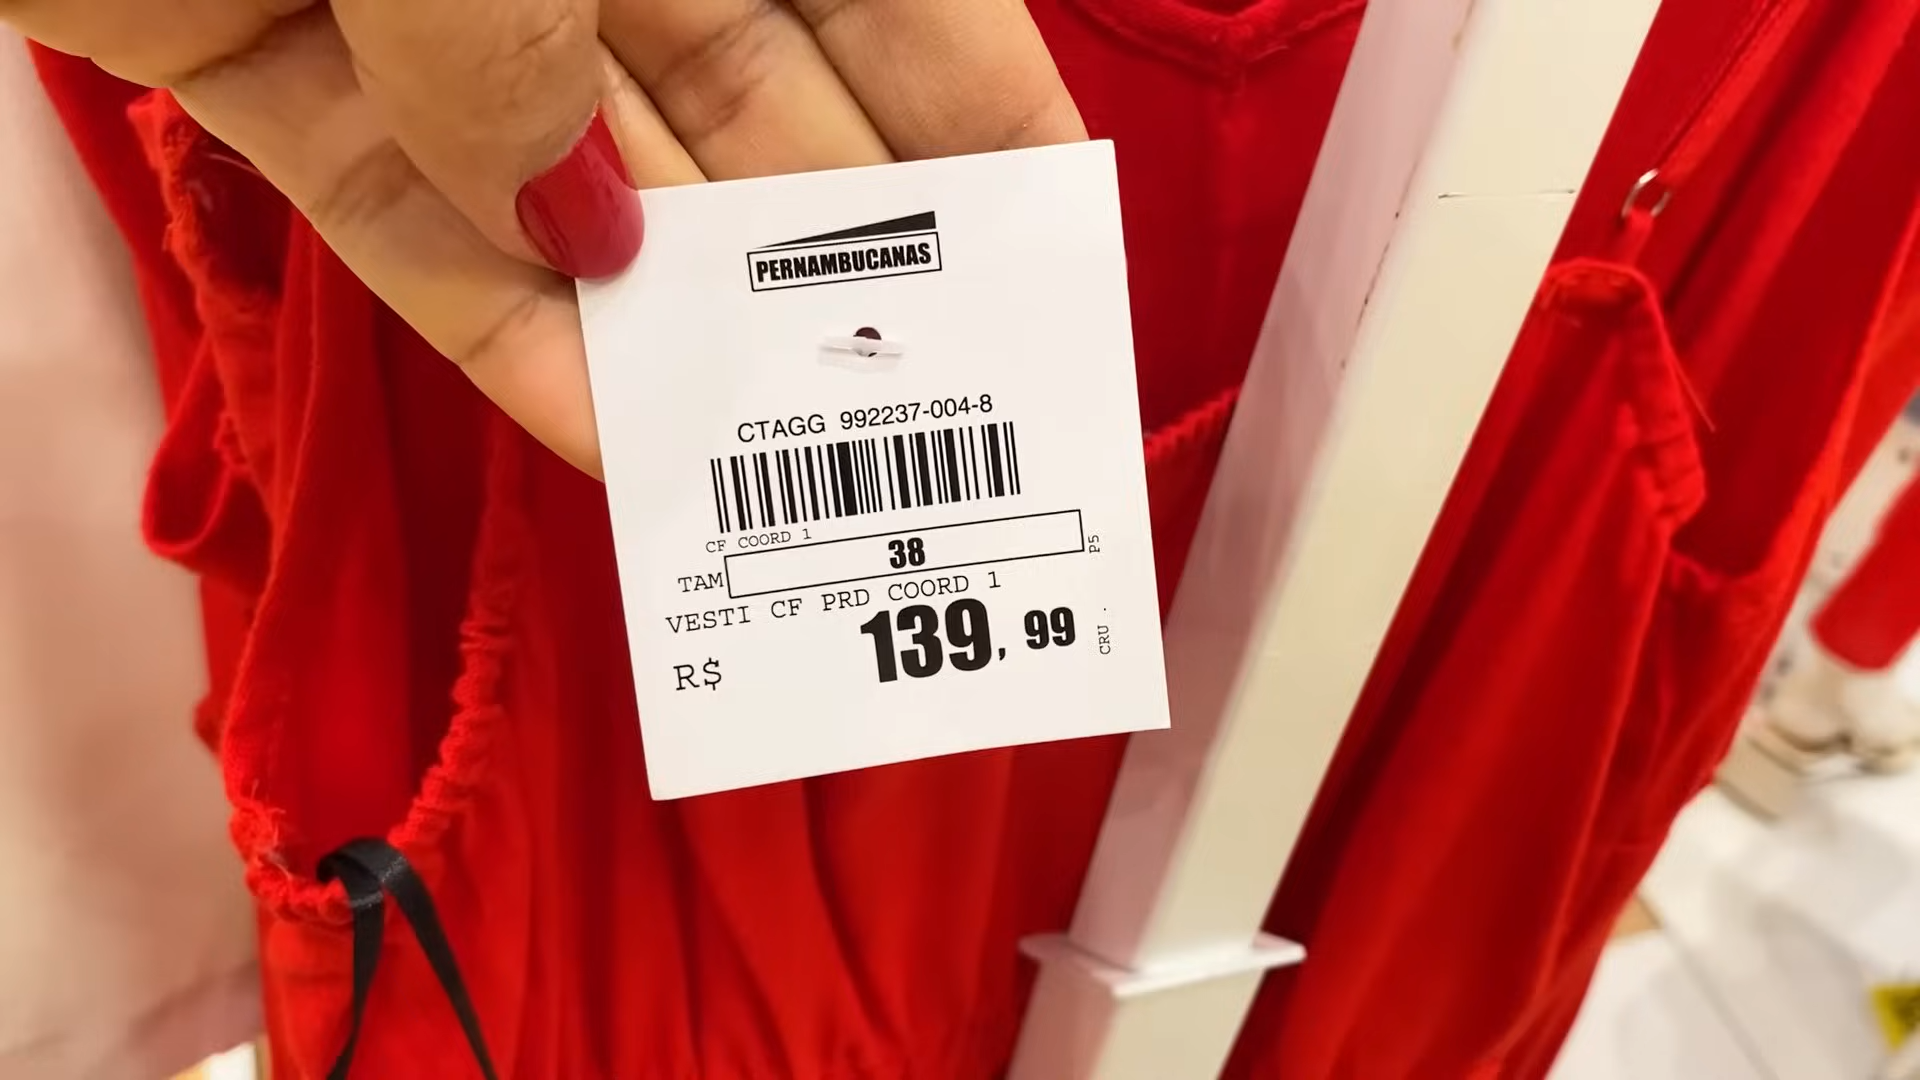 PERNAMBUCANAS
CTAGG 992237-004-8
CF COORD 1
TAM 38 P5
VESTI CF PRD COORD 1
R$ 139,99 CRU.